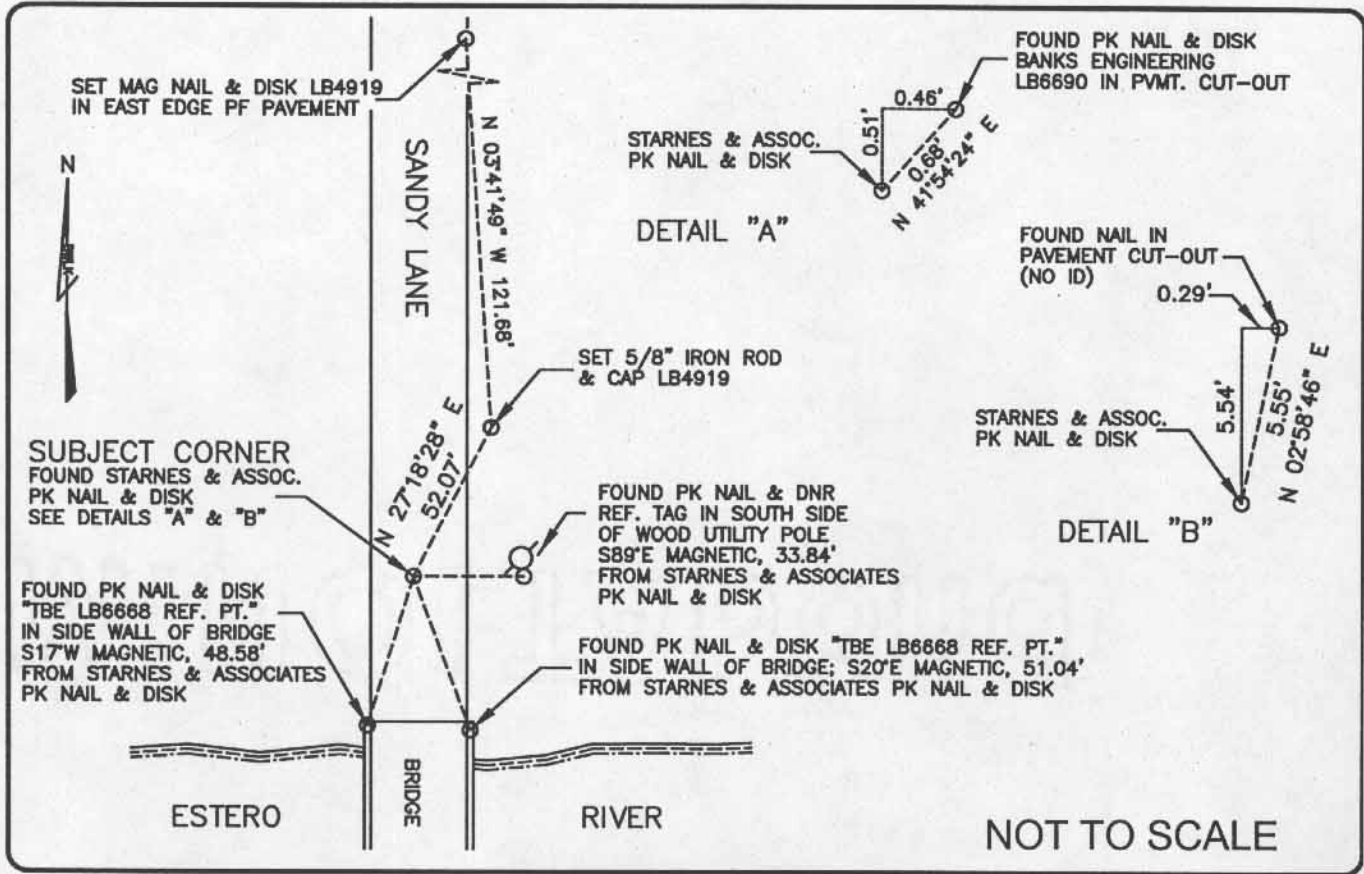 SET MAG NAIL & DISK LB4919
IN EAST EDGE PF PAVEMENT
N
SANDY LANE
N 03°41'49" W 121.68'
STARNES & ASSOC.
PK NAIL & DISK
0.51'
0.46'
0.68'
N 41°54'24" E
FOUND PK NAIL & DISK
BANKS ENGINEERING
LB6690 IN PVMT. CUT-OUT
DETAIL "A"
FOUND NAIL IN
PAVEMENT CUT-OUT
(NO ID)
0.29'
5.54'
5.55'
N 02°58'46" E
STARNES & ASSOC.
PK NAIL & DISK
DETAIL "B"
SET 5/8" IRON ROD
& CAP LB4919
SUBJECT CORNER
FOUND STARNES & ASSOC.
PK NAIL & DISK
SEE DETAILS "A" & "B"
N 27°18'28" E
52.07'
FOUND PK NAIL & DNR
REF. TAG IN SOUTH SIDE
OF WOOD UTILITY POLE
S89°E MAGNETIC, 33.84'
FROM STARNES & ASSOCIATES
PK NAIL & DISK
FOUND PK NAIL & DISK
"TBE LB6668 REF. PT."
IN SIDE WALL OF BRIDGE
S17°W MAGNETIC, 48.58'
FROM STARNES & ASSOCIATES
PK NAIL & DISK
FOUND PK NAIL & DISK "TBE LB6668 REF. PT."
IN SIDE WALL OF BRIDGE; S20°E MAGNETIC, 51.04'
FROM STARNES & ASSOCIATES PK NAIL & DISK
ESTERO
BRIDGE
RIVER
NOT TO SCALE